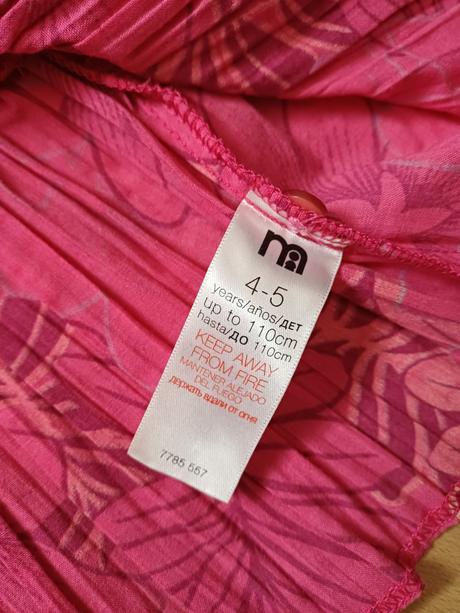 4-5
years/años/дет
up to 110cm
hasta/до 110cm
KEEP AWAY
FROM FIRE
MANTENER ALEJADO
DEL FUEGO
держать вдали от огня
7785 557